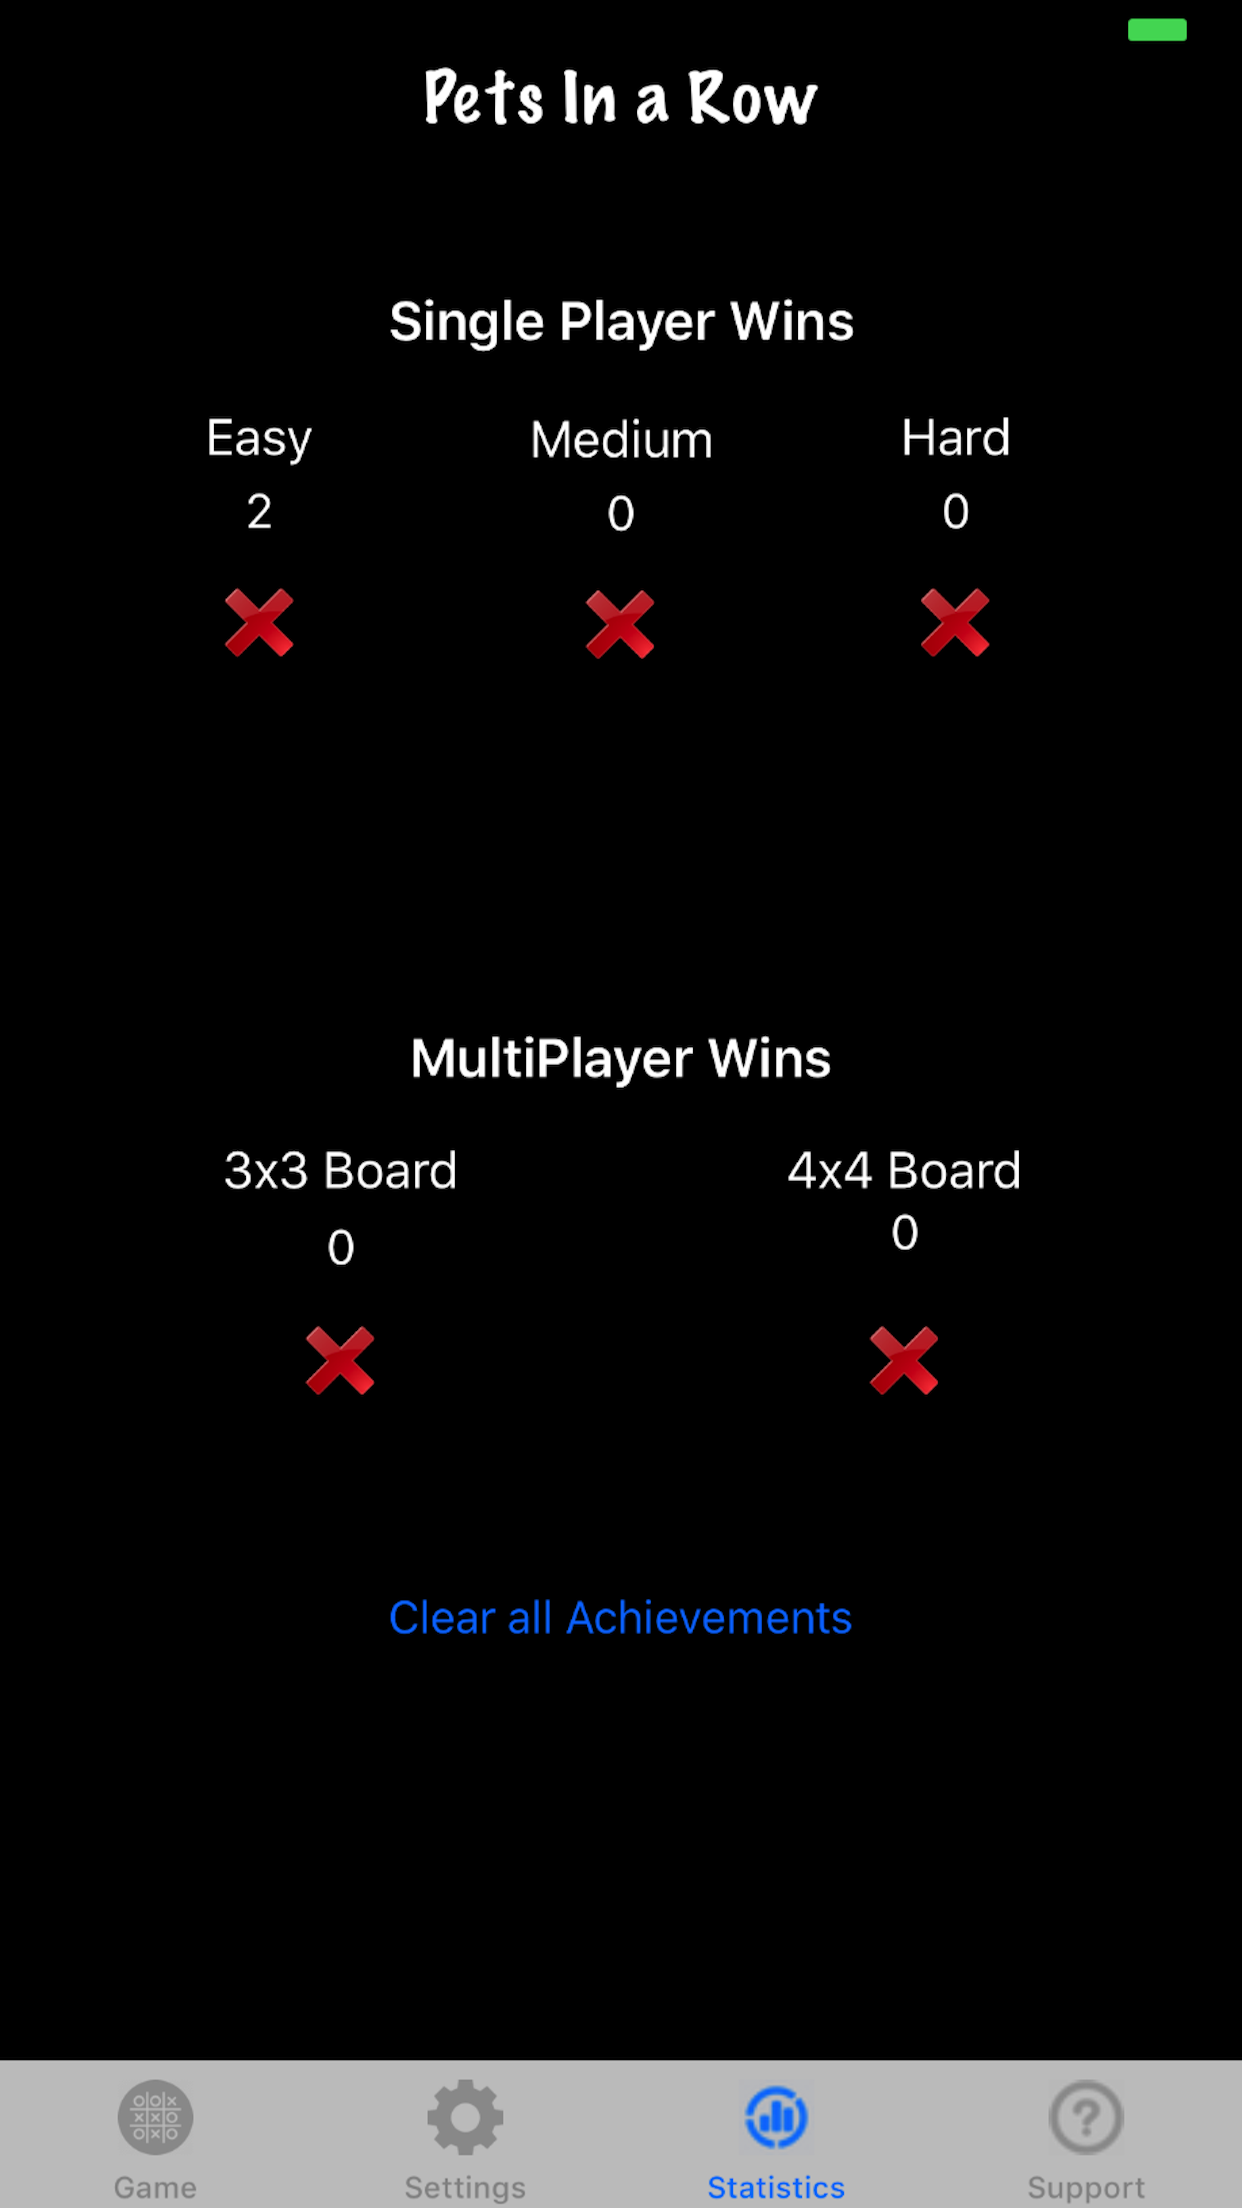 Pets In a Row
Single Player Wins
Easy Medium Hard
2 0 0
MultiPlayer Wins
3x3 Board 4x4 Board
0 0
Clear all Achievements
Game Settings Statistics Support